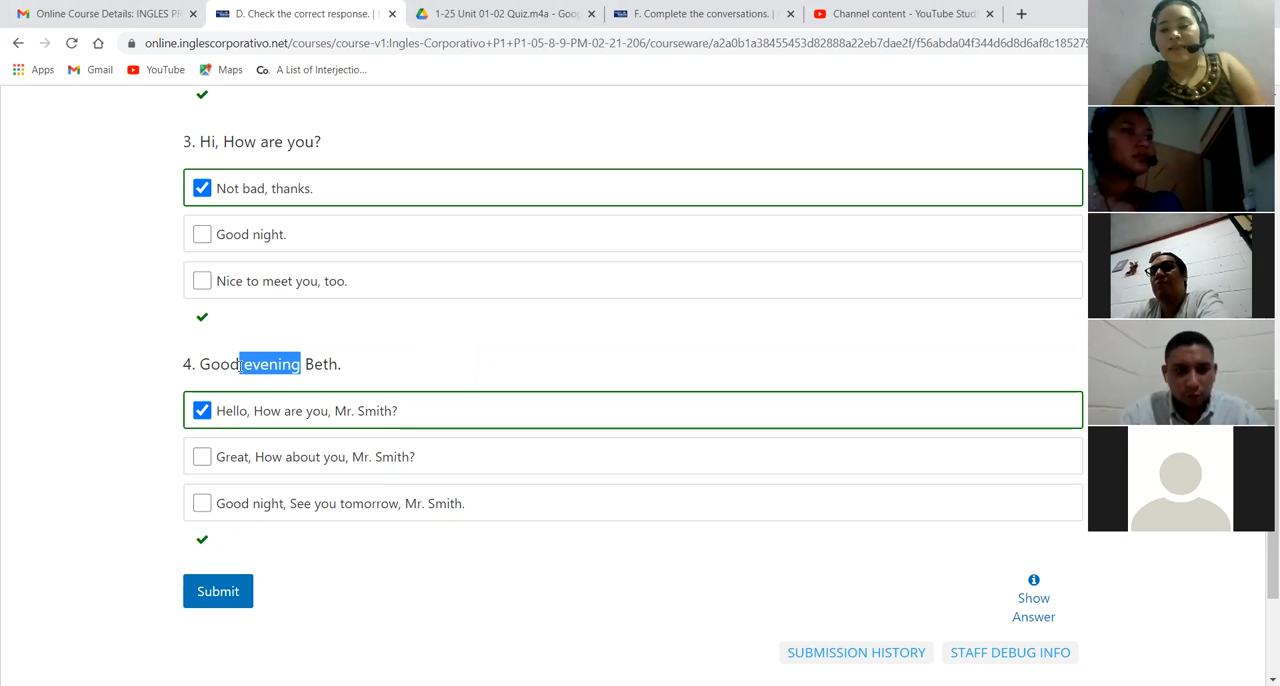 Online Course Details: INGLES PR
D. Check the correct response. |
1-25 Unit 01-02 Quiz.m4a - Goo
F. Complete the conversations. |
Channel content - YouTube Stud
online.inglescorporativo.net/courses/course-v1:Ingles-Corporativo+P1+P1-05-8-9-PM-02-21-206/courseware/a2a0b1a38455453d82888a22eb7dae2f/f56abda04f344d6d8d6af8c185279
Apps
Gmail
YouTube
Maps
Co. A List of Interjectio...
3. Hi, How are you?
Not bad, thanks.
Good night.
Nice to meet you, too.
4. Good evening Beth.
Hello, How are you, Mr. Smith?
Great, How about you, Mr. Smith?
Good night, See you tomorrow, Mr. Smith.
Submit
Show
Answer
SUBMISSION HISTORY
STAFF DEBUG INFO